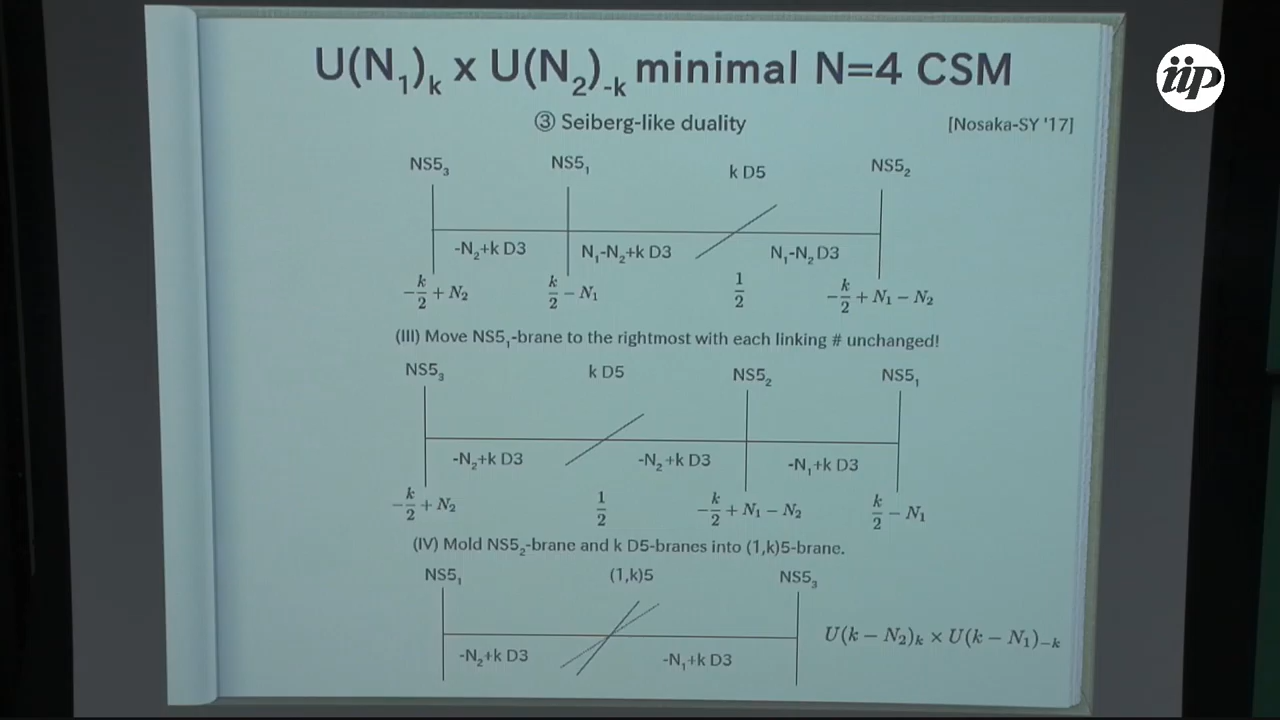 U(N₁)ₖ x U(N₂)₋ₖ minimal N=4 CSM
iip
③ Seiberg-like duality
[Nosaka-SY '17]
NS5₃ NS5₁ k D5 NS5₂
-N₂+k D3 N₁-N₂+k D3 N₁-N₂ D3
-k/2 + N₂ k/2 - N₁ 1/2 -k/2 + N₁ - N₂
(III) Move NS5₁-brane to the rightmost with each linking # unchanged!
NS5₃ k D5 NS5₂ NS5₁
-N₂+k D3 -N₂+k D3 -N₁+k D3
-k/2 + N₂ 1/2 -k/2 + N₁ - N₂ k/2 - N₁
(IV) Mold NS5₂-brane and k D5-branes into (1,k)5-brane.
NS5₁ (1,k)5 NS5₃
-N₂+k D3 -N₁+k D3 U(k - N₂)ₖ × U(k - N₁)₋ₖ